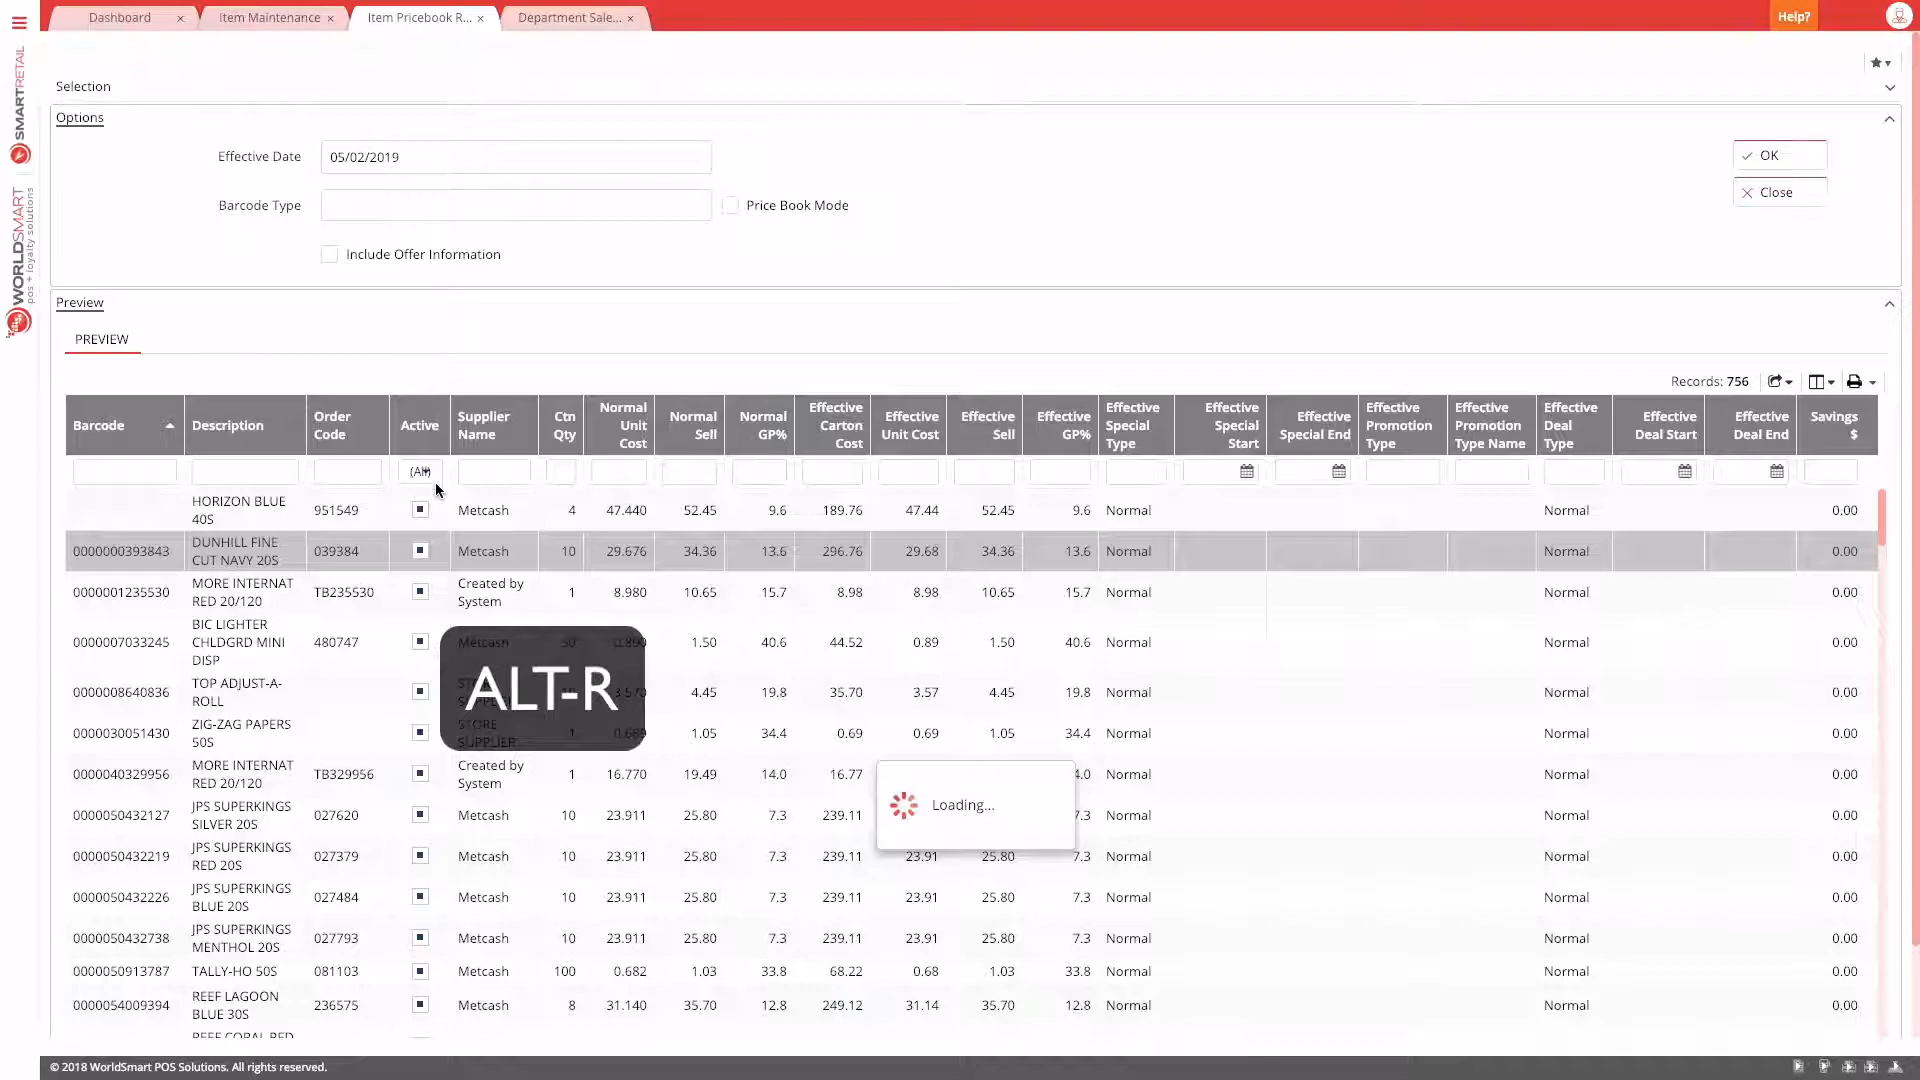 Dashboard × Item Maintenance × Item Pricebook R... × Department Sale... × Help?
SMARTRETAIL
WORLDSMART
pos + loyalty solutions
Selection
Options
Effective Date 05/02/2019 OK
Barcode Type Price Book Mode Close
Include Offer Information
Preview
PREVIEW
Records: 756
Barcode Description Order Code Active Supplier Name Ctn Qty Normal Unit Cost Normal Sell Normal GP% Effective Carton Cost Effective Unit Cost Effective Sell Effective GP% Effective Special Type Effective Special Start Effective Special End Effective Promotion Type Effective Promotion Type Name Effective Deal Type Effective Deal Start Effective Deal End Savings $
(All)
HORIZON BLUE 40S 951549 Metcash 4 47.440 52.45 9.6 189.76 47.44 52.45 9.6 Normal Normal 0.00
0000000393843 DUNHILL FINE CUT NAVY 20S 039384 Metcash 10 29.676 34.36 13.6 296.76 29.68 34.36 13.6 Normal Normal 0.00
0000001235530 MORE INTERNAT RED 20/120 TB235530 Created by System 1 8.980 10.65 15.7 8.98 8.98 10.65 15.7 Normal Normal 0.00
0000007033245 BIC LIGHTER CHLDGRD MINI DISP 480747 Metcash 50 0.890 1.50 40.6 44.52 0.89 1.50 40.6 Normal Normal 0.00
0000008640836 TOP ADJUST-A-ROLL 3.570 4.45 19.8 35.70 3.57 4.45 19.8 Normal Normal 0.00
ALT-R
0000030051430 ZIG-ZAG PAPERS 50S STORE SUPPLIER 1 0.689 1.05 34.4 0.69 0.69 1.05 34.4 Normal Normal 0.00
0000040329956 MORE INTERNAT RED 20/120 TB329956 Created by System 1 16.770 19.49 14.0 16.77 4.0 Normal Normal 0.00
Loading...
0000050432127 JPS SUPERKINGS SILVER 20S 027620 Metcash 10 23.911 25.80 7.3 239.11 7.3 Normal Normal 0.00
0000050432219 JPS SUPERKINGS RED 20S 027379 Metcash 10 23.911 25.80 7.3 239.11 23.91 25.80 7.3 Normal Normal 0.00
0000050432226 JPS SUPERKINGS BLUE 20S 027484 Metcash 10 23.911 25.80 7.3 239.11 23.91 25.80 7.3 Normal Normal 0.00
0000050432738 JPS SUPERKINGS MENTHOL 20S 027793 Metcash 10 23.911 25.80 7.3 239.11 23.91 25.80 7.3 Normal Normal 0.00
0000050913787 TALLY-HO 50S 081103 Metcash 100 0.682 1.03 33.8 68.22 0.68 1.03 33.8 Normal Normal 0.00
0000054009394 REEF LAGOON BLUE 30S 236575 Metcash 8 31.140 35.70 12.8 249.12 31.14 35.70 12.8 Normal Normal 0.00
REEF CORAL RED
© 2018 WorldSmart POS Solutions. All rights reserved.